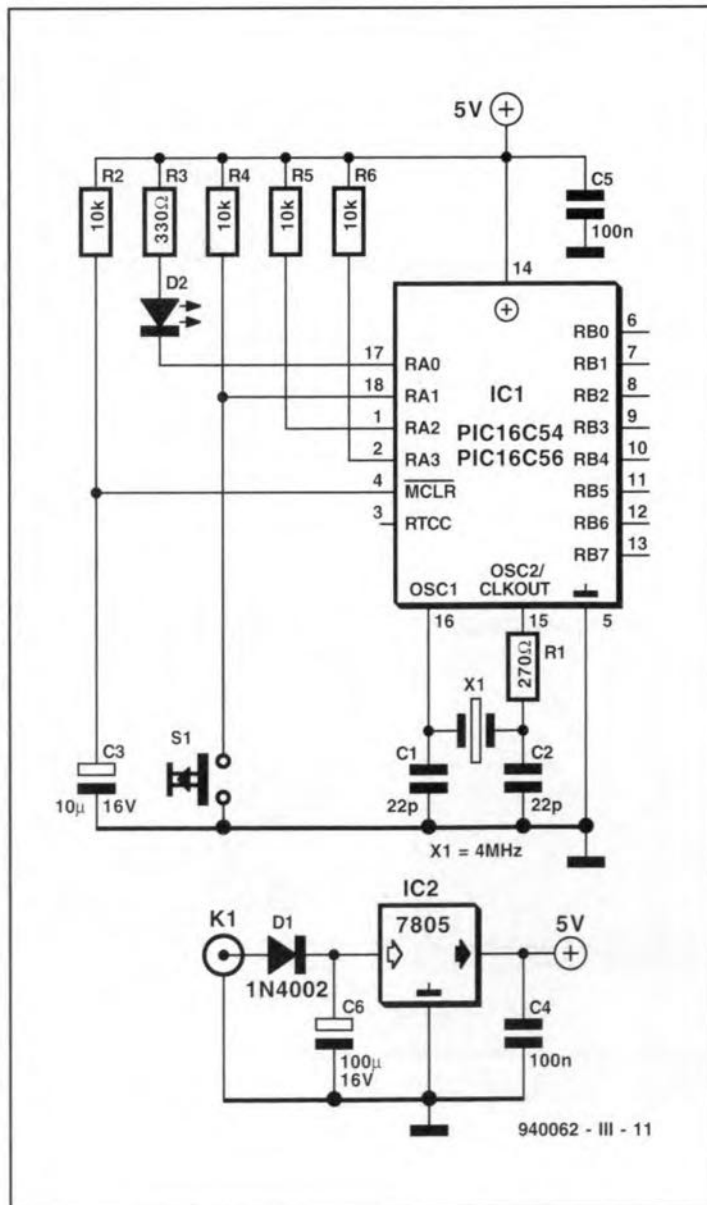 5V
R2
R3
R4
R5
R6
10k
330Ω
10k
10k
10k
C5
100n
D2
14
17
RA0
RB0
6
18
RA1
IC1
RB1
7
1
RA2
PIC16C54
RB2
8
2
RA3
PIC16C56
RB3
9
4
MCLR
RB4
10
3
RTCC
RB5
11
RB6
12
RB7
13
OSC1
OSC2/
CLKOUT
16
15
5
270Ω
R1
X1
C1
C2
22p
22p
S1
C3
10μ
16V
X1 = 4MHz
IC2
K1
D1
7805
5V
1N4002
C6
100μ
16V
C4
100n
940062 - III - 11